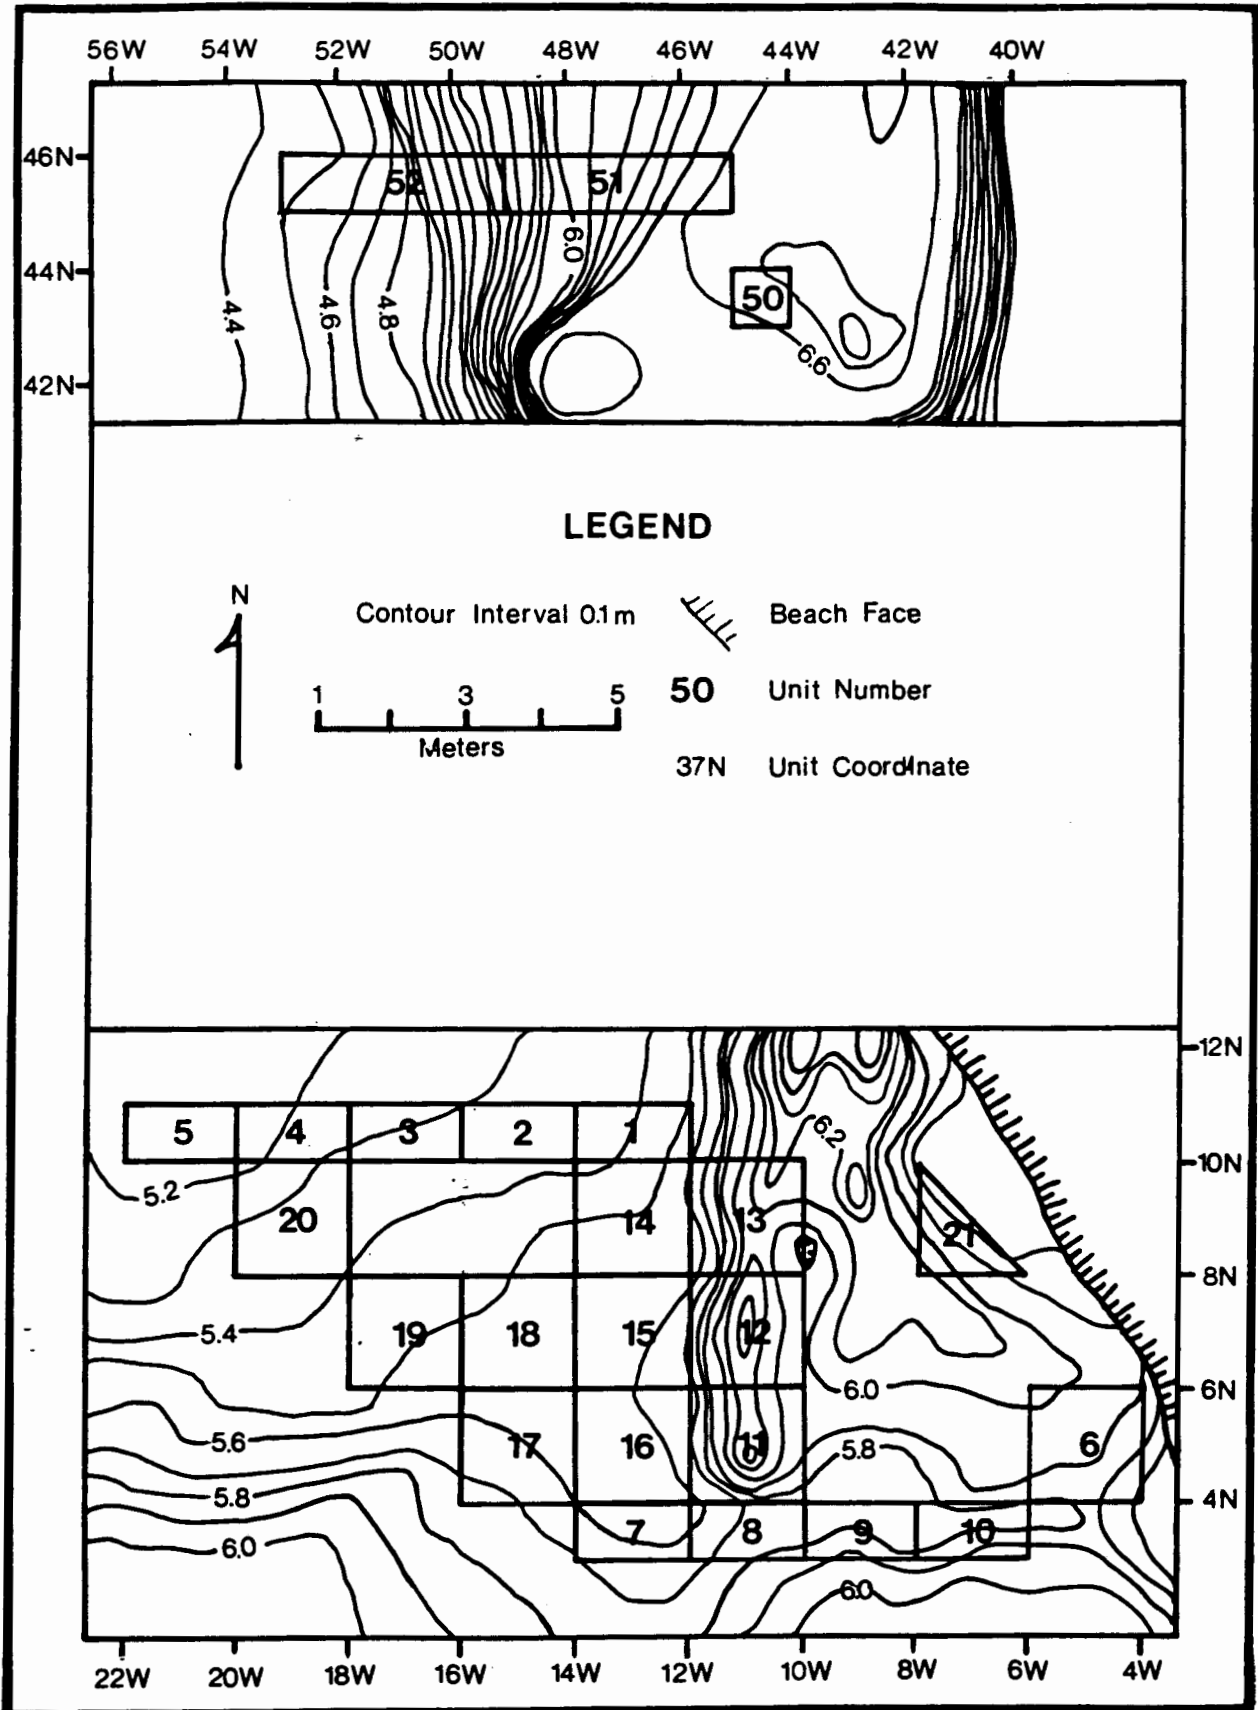 56W 54W 52W 50W 48W 46W 44W 42W 40W
46N
52 51
6.0
44N
50
4.4 4.6 4.8
6.6
42N
LEGEND
N
Contour Interval 0.1 m Beach Face
1 3 5
50 Unit Number
Meters
37N Unit Coordinate
12N
5 4 3 2 1
6.2
10N
5.2
20 14 13
21
8N
5.4
19 18 15 12
6.0
6N
5.6
17 16 11
5.8
6
5.8
4N
7 8 9 10
6.0
6.0
22W 20W 18W 16W 14W 12W 10W 8W 6W 4W